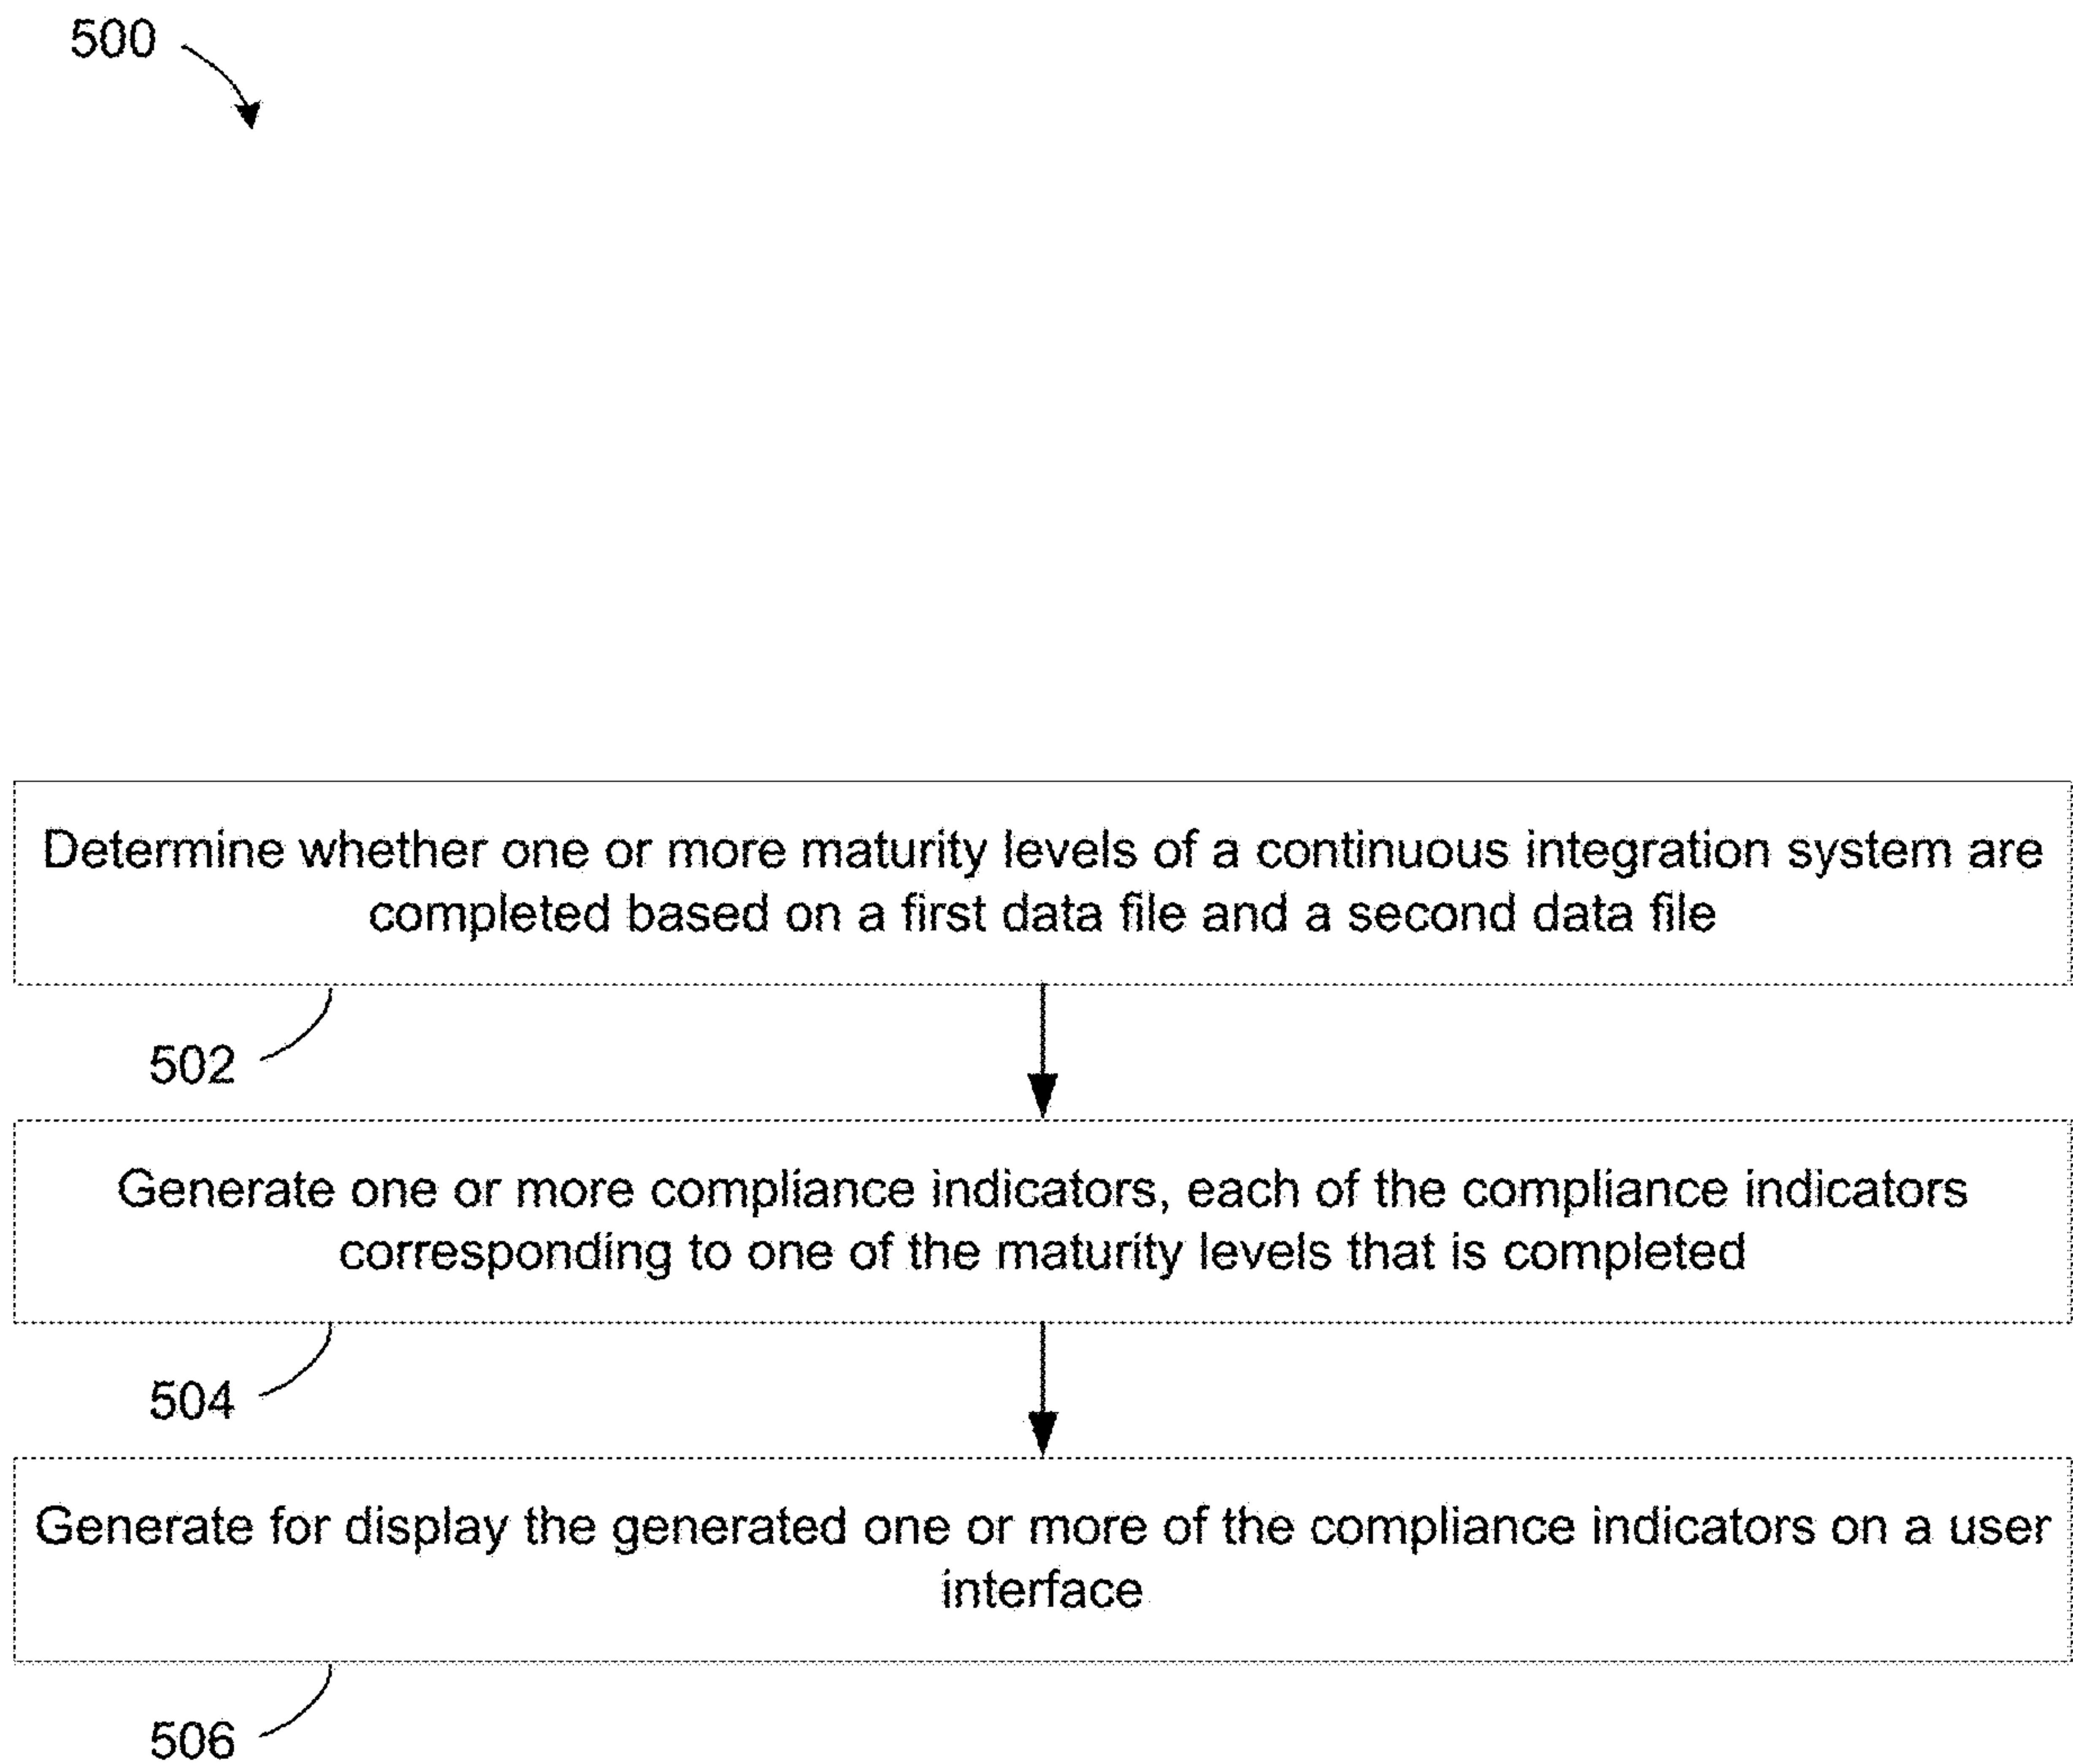 500
Determine whether one or more maturity levels of a continuous integration system are
completed based on a first data file and a second data file
502
Generate one or more compliance indicators, each of the compliance indicators
corresponding to one of the maturity levels that is completed
504
Generate for display the generated one or more of the compliance indicators on a user
interface
506